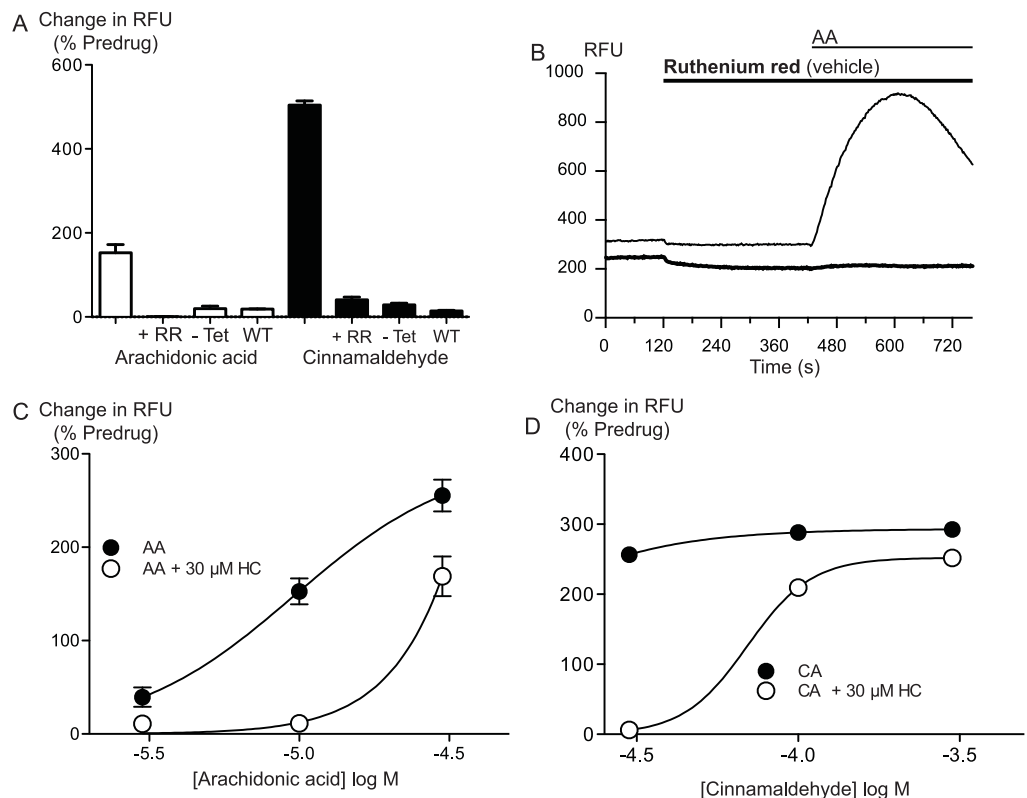 A
Change in RFU
(% Predrug)
600
400
200
0
+ RR
- Tet
WT
+ RR
- Tet
WT
Arachidonic acid
Cinnamaldehyde
B
RFU
AA
Ruthenium red (vehicle)
1000
800
600
400
200
0
0
120
240
360
480
600
720
Time (s)
C
Change in RFU
(% Predrug)
300
200
100
0
AA
AA + 30 µM HC
-5.5
-5.0
-4.5
[Arachidonic acid] log M
D
Change in RFU
(% Predrug)
400
300
200
100
0
CA
CA + 30 µM HC
-4.5
-4.0
-3.5
[Cinnamaldehyde] log M